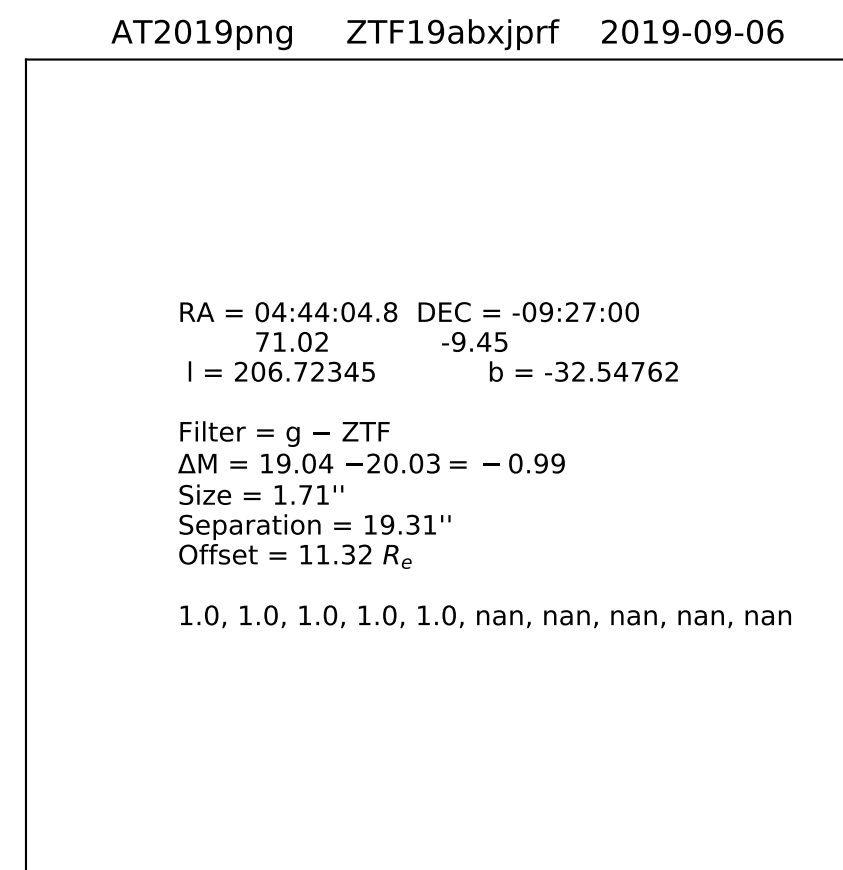 AT2019png ZTF19abxjprf 2019-09-06
RA = 04:44:04.8 DEC = -09:27:00
71.02 -9.45
l = 206.72345 b = -32.54762
Filter = g − ZTF
ΔM = 19.04 −20.03 = − 0.99
Size = 1.71''
Separation = 19.31''
Offset = 11.32 Rₑ
1.0, 1.0, 1.0, 1.0, 1.0, nan, nan, nan, nan, nan